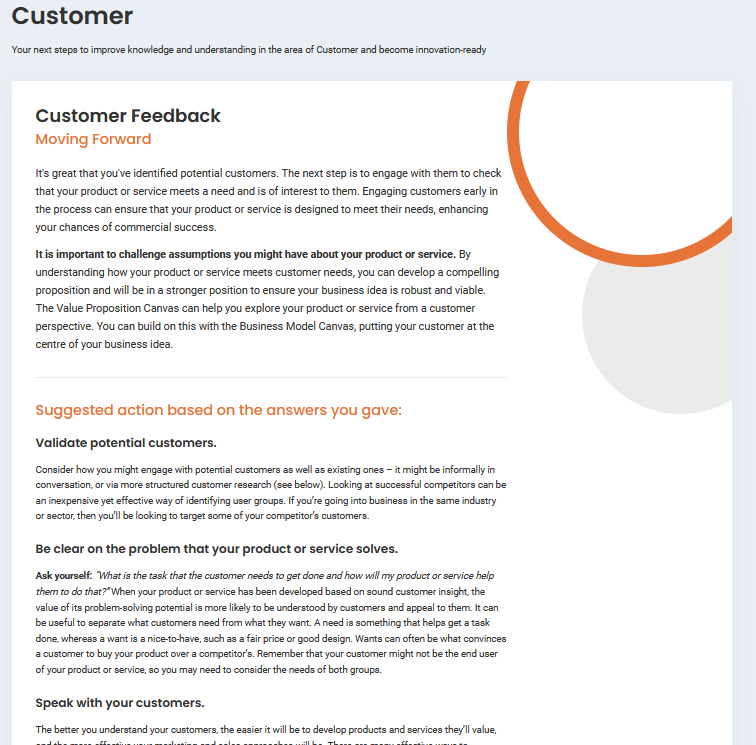 Customer
Your next steps to improve knowledge and understanding in the area of Customer and become innovation-ready
Customer Feedback
Moving Forward
It's great that you've identified potential customers. The next step is to engage with them to check
that your product or service meets a need and is of interest to them. Engaging customers early in
the process can ensure that your product or service is designed to meet their needs, enhancing
your chances of commercial success.
It is important to challenge assumptions you might have about your product or service. By
understanding how your product or service meets customer needs, you can develop a compelling
proposition and will be in a stronger position to ensure your business idea is robust and viable.
The Value Proposition Canvas can help you explore your product or service from a customer
perspective. You can build on this with the Business Model Canvas, putting your customer at the
centre of your business idea.
Suggested action based on the answers you gave:
Validate potential customers.
Consider how you might engage with potential customers as well as existing ones – it might be informally in
conversation, or via more structured customer research (see below). Looking at successful competitors can be
an inexpensive yet effective way of identifying user groups. If you're going into business in the same industry
or sector, then you'll be looking to target some of your competitor's customers.
Be clear on the problem that your product or service solves.
Ask yourself: "What is the task that the customer needs to get done and how will my product or service help
them to do that?" When your product or service has been developed based on sound customer insight, the
value of its problem-solving potential is more likely to be understood by customers and appeal to them. It can
be useful to separate what customers need from what they want. A need is something that helps get a task
done, whereas a want is a nice-to-have, such as a fair price or good design. Wants can often be what convinces
a customer to buy your product over a competitor's. Remember that your customer might not be the end user
of your product or service, so you may need to consider the needs of both groups.
Speak with your customers.
The better you understand your customers, the easier it will be to develop products and services they'll value,
and the more effective your marketing and sales approaches will be. There are many effective ways to